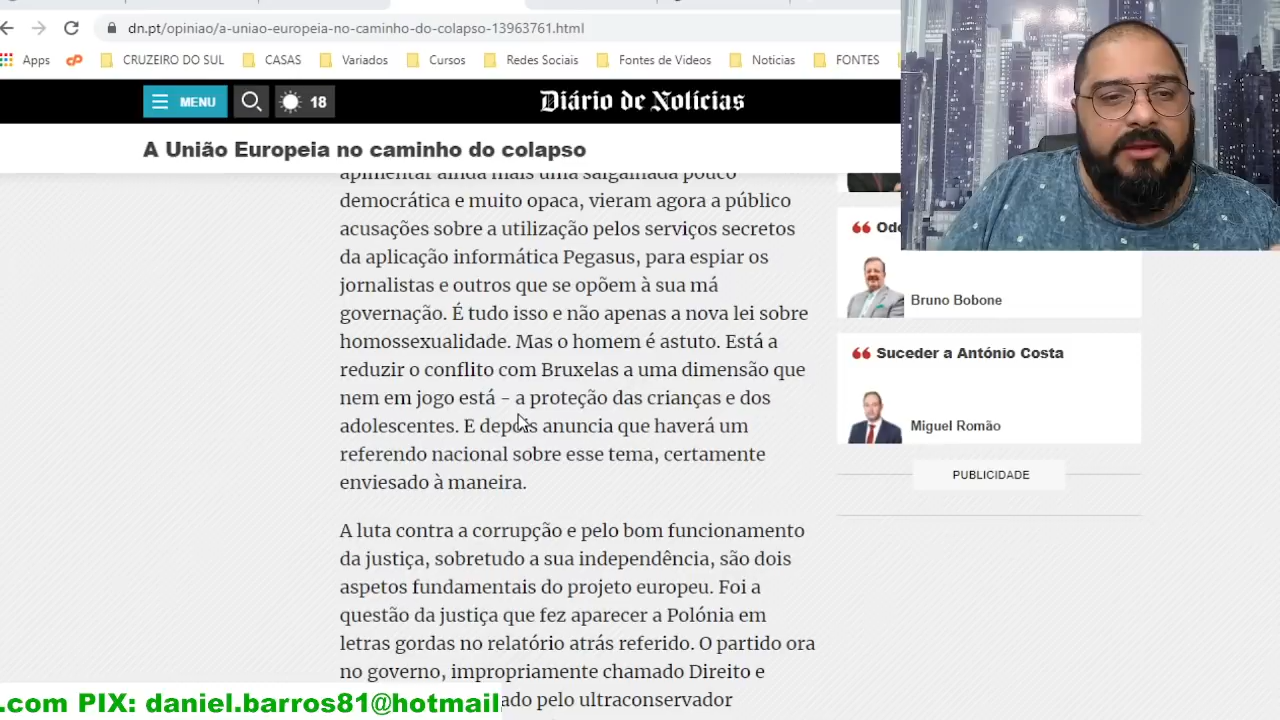 dn.pt/opiniao/a-uniao-europeia-no-caminho-do-colapso-13963761.html
Apps CRUZEIRO DO SUL CASAS Variados Cursos Redes Sociais Fontes de Videos Noticias FONTES
MENU 18 Diário de Notícias
A União Europeia no caminho do colapso
apimentar ainda mais uma salgalhada pouco
democrática e muito opaca, vieram agora a público
acusações sobre a utilização pelos serviços secretos
da aplicação informática Pegasus, para espiar os
jornalistas e outros que se opõem à sua má
governação. É tudo isso e não apenas a nova lei sobre
homossexualidade. Mas o homem é astuto. Está a
reduzir o conflito com Bruxelas a uma dimensão que
nem em jogo está - a proteção das crianças e dos
adolescentes. E depois anuncia que haverá um
referendo nacional sobre esse tema, certamente
enviesado à maneira.
A luta contra a corrupção e pelo bom funcionamento
da justiça, sobretudo a sua independência, são dois
aspetos fundamentais do projeto europeu. Foi a
questão da justiça que fez aparecer a Polónia em
letras gordas no relatório atrás referido. O partido ora
no governo, impropriamente chamado Direito e
ado pelo ultraconservador
Bruno Bobone
Suceder a António Costa
Miguel Romão
PUBLICIDADE
.com PIX: daniel.barros81@hotmail